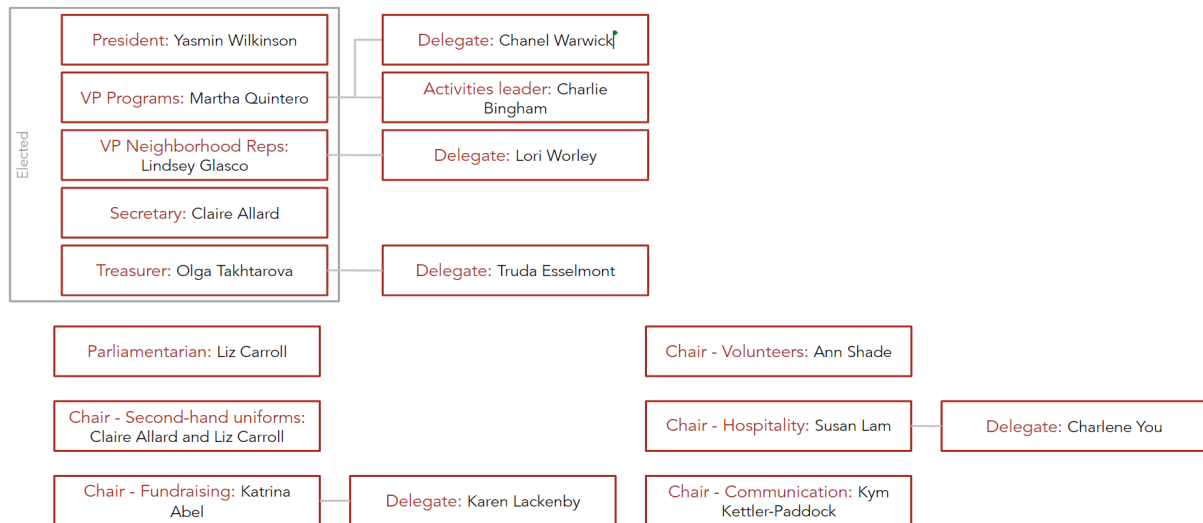 President: Yasmin Wilkinson
Delegate: Chanel Warwick
VP Programs: Martha Quintero
Activities leader: Charlie
Bingham
Elected
VP Neighborhood Reps:
Lindsey Glasco
Delegate: Lori Worley
Secretary: Claire Allard
Treasurer: Olga Takhtarova
Delegate: Truda Esselmont
Parliamentarian: Liz Carroll
Chair - Volunteers: Ann Shade
Chair - Second-hand uniforms:
Claire Allard and Liz Carroll
Chair - Hospitality: Susan Lam
Delegate: Charlene You
Chair - Fundraising: Katrina
Abel
Delegate: Karen Lackenby
Chair - Communication: Kym
Kettler-Paddock